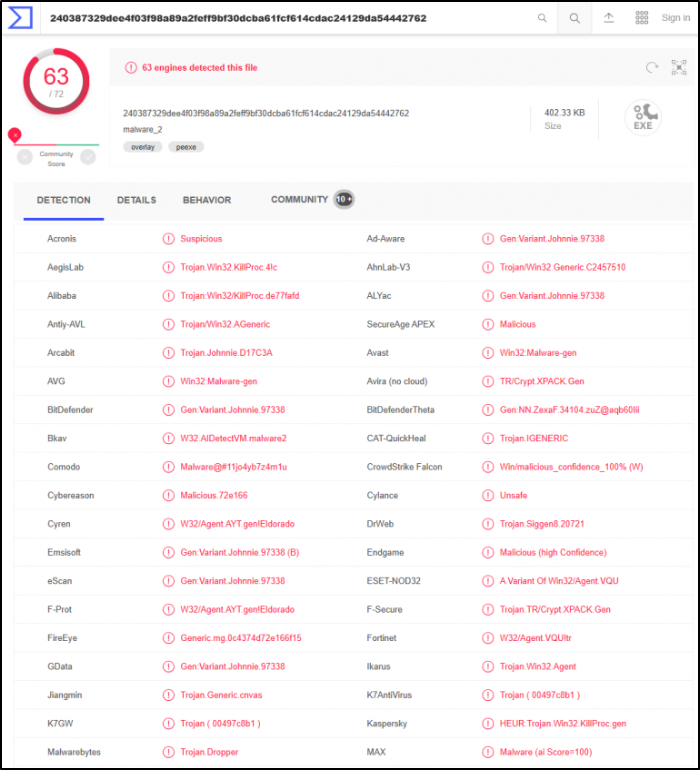 240387329dee4f03f98a89a2feff9bf30dcba61fcf614cdac24129da54442762 Sign in
63
/ 72
63 engines detected this file
240387329dee4f03f98a89a2feff9bf30dcba61fcf614cdac24129da54442762
malware_2
overlay peexe
402.33 KB
Size
EXE
Community
Score
DETECTION DETAILS BEHAVIOR COMMUNITY 10 +
Acronis Suspicious Ad-Aware Gen:Variant.Johnnie.97338
AegisLab Trojan.Win32.KillProc.4!c AhnLab-V3 Trojan/Win32.Generic.C2457510
Alibaba Trojan:Win32/KillProc.de77fafd ALYac Gen:Variant.Johnnie.97338
Antiy-AVL Trojan/Win32.AGeneric SecureAge APEX Malicious
Arcabit Trojan.Johnnie.D17C3A Avast Win32:Malware-gen
AVG Win32:Malware-gen Avira (no cloud) TR/Crypt.XPACK.Gen
BitDefender Gen:Variant.Johnnie.97338 BitDefenderTheta Gen:NN.ZexaF.34104.zuZ@aqb60lii
Bkav W32.AIDetectVM.malware2 CAT-QuickHeal Trojan.IGENERIC
Comodo Malware@#11jo4yb7z4m1u CrowdStrike Falcon Win/malicious_confidence_100% (W)
Cybereason Malicious.72e166 Cylance Unsafe
Cyren W32/Agent.AYT.gen!Eldorado DrWeb Trojan.Siggen8.20721
Emsisoft Gen:Variant.Johnnie.97338 (B) Endgame Malicious (high Confidence)
eScan Gen:Variant.Johnnie.97338 ESET-NOD32 A Variant Of Win32/Agent.VQU
F-Prot W32/Agent.AYT.gen!Eldorado F-Secure Trojan.TR/Crypt.XPACK.Gen
FireEye Generic.mg.0c4374d72e166f15 Fortinet W32/Agent.VQU!tr
GData Gen:Variant.Johnnie.97338 Ikarus Trojan.Win32.Agent
Jiangmin Trojan.Generic.cnvas K7AntiVirus Trojan ( 00497c8b1 )
K7GW Trojan ( 00497c8b1 ) Kaspersky HEUR:Trojan.Win32.KillProc.gen
Malwarebytes Trojan.Dropper MAX Malware (ai Score=100)